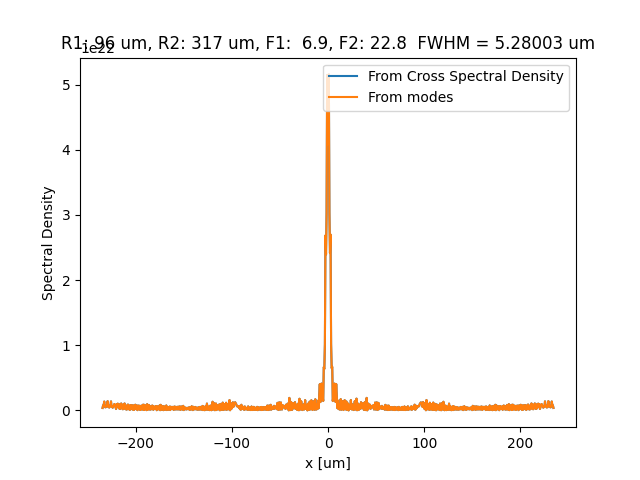 R1: 96 um, R2: 317 um, F1:  6.9, F2: 22.8  FWHM = 5.28003 um
1e22
From Cross Spectral Density
From modes
5
4
3
2
1
0
Spectral Density
−200
−100
0
100
200
x [um]